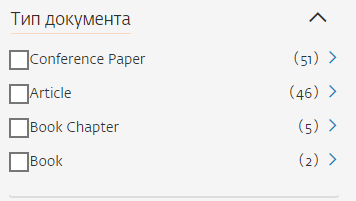 Тип документа
Conference Paper (51)
Article (46)
Book Chapter (5)
Book (2)